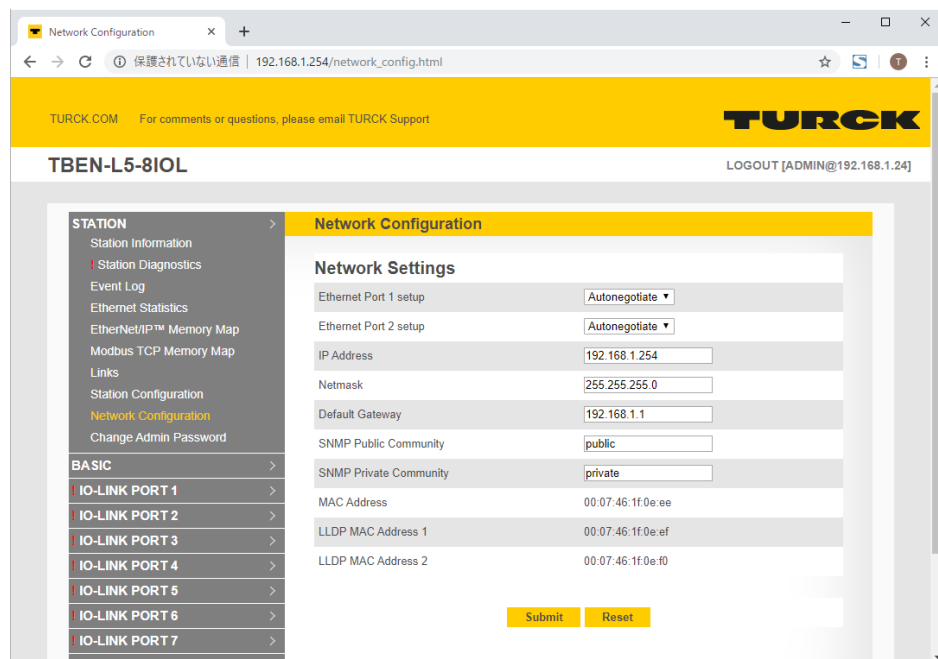 Network Configuration
保護されていない通信 | 192.168.1.254/network_config.html
T
TURCK.COM For comments or questions, please email TURCK Support
TURCK
TBEN-L5-8IOL
LOGOUT [ADMIN@192.168.1.24]
STATION
Station Information
! Station Diagnostics
Event Log
Ethernet Statistics
EtherNet/IP™ Memory Map
Modbus TCP Memory Map
Links
Station Configuration
Network Configuration
Change Admin Password
BASIC
! IO-LINK PORT 1
! IO-LINK PORT 2
! IO-LINK PORT 3
! IO-LINK PORT 4
! IO-LINK PORT 5
! IO-LINK PORT 6
! IO-LINK PORT 7
Network Configuration
Network Settings
Ethernet Port 1 setup Autonegotiate
Ethernet Port 2 setup Autonegotiate
IP Address 192.168.1.254
Netmask 255.255.255.0
Default Gateway 192.168.1.1
SNMP Public Community public
SNMP Private Community private
MAC Address 00:07:46:1f:0e:ee
LLDP MAC Address 1 00:07:46:1f:0e:ef
LLDP MAC Address 2 00:07:46:1f:0e:f0
Submit Reset